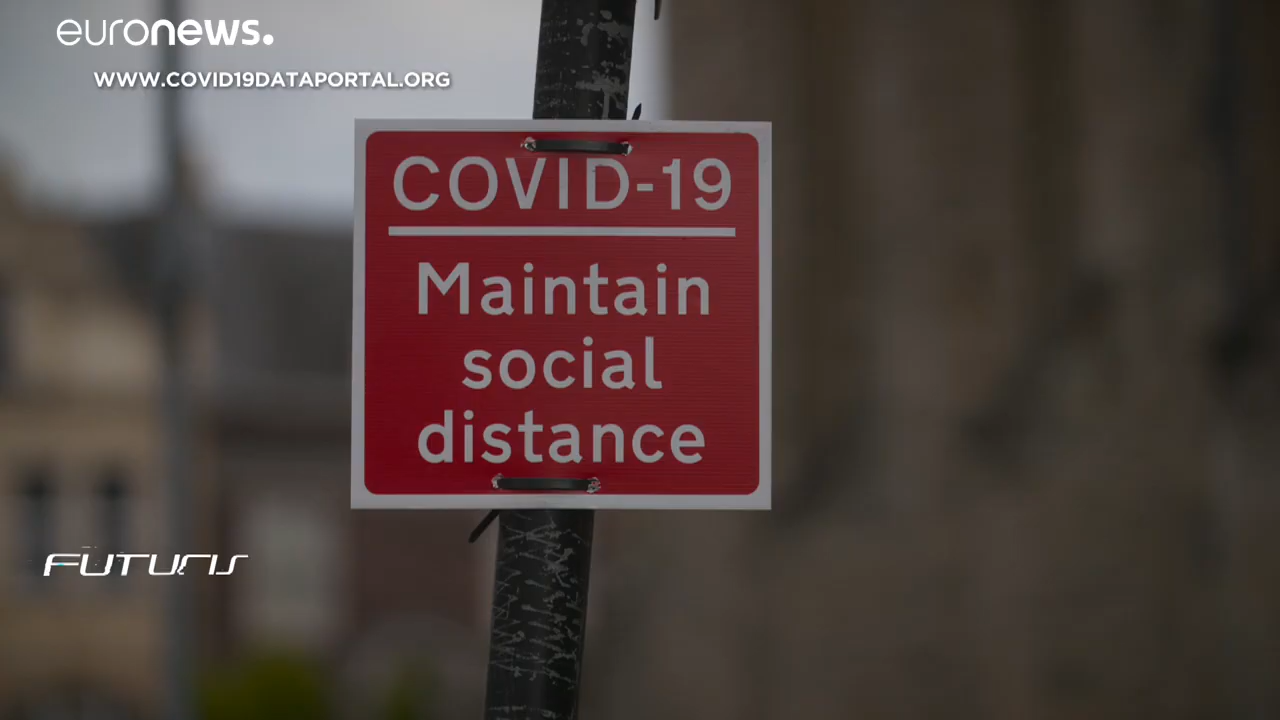 euronews.
WWW.COVID19DATAPORTAL.ORG
COVID-19
Maintain
social
distance
FUTURIS